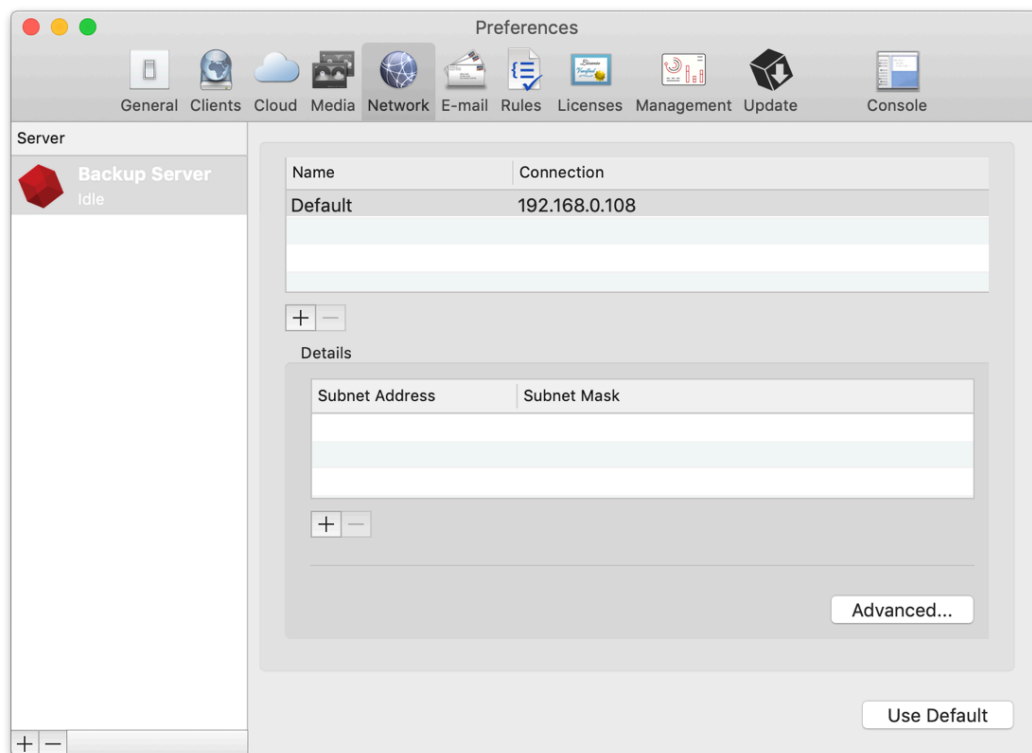 Preferences
General Clients Cloud Media Network E-mail Rules Licenses Management Update Console
Server
Backup Server
Idle
Name Connection
Default 192.168.0.108
Details
Subnet Address Subnet Mask
Advanced...
Use Default